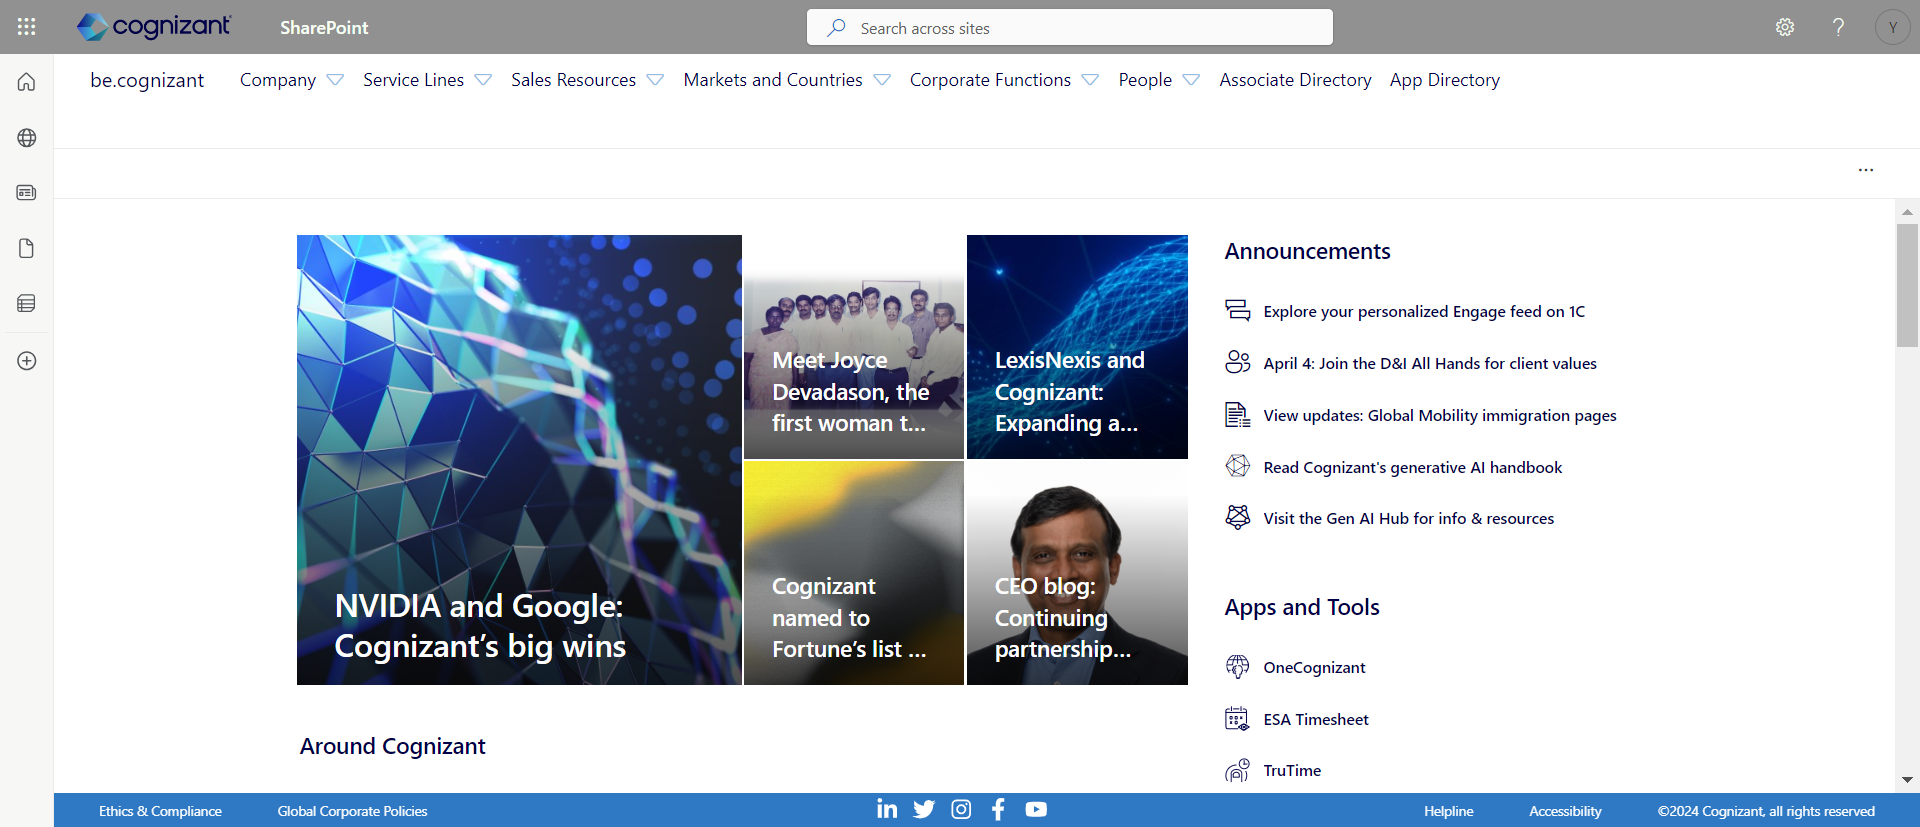 cognizant
SharePoint
Search across sites
Y
be.cognizant
Company
Service Lines
Sales Resources
Markets and Countries
Corporate Functions
People
Associate Directory
App Directory
...
NVIDIA and Google:
Cognizant’s big wins
Meet Joyce
Devadason, the
first woman t...
LexisNexis and
Cognizant:
Expanding a...
Cognizant
named to
Fortune’s list ...
CEO blog:
Continuing
partnership...
Announcements
Explore your personalized Engage feed on 1C
April 4: Join the D&I All Hands for client values
View updates: Global Mobility immigration pages
Read Cognizant's generative AI handbook
Visit the Gen AI Hub for info & resources
Apps and Tools
OneCognizant
ESA Timesheet
TruTime
Around Cognizant
Ethics & Compliance
Global Corporate Policies
Helpline
Accessibility
©2024 Cognizant, all rights reserved